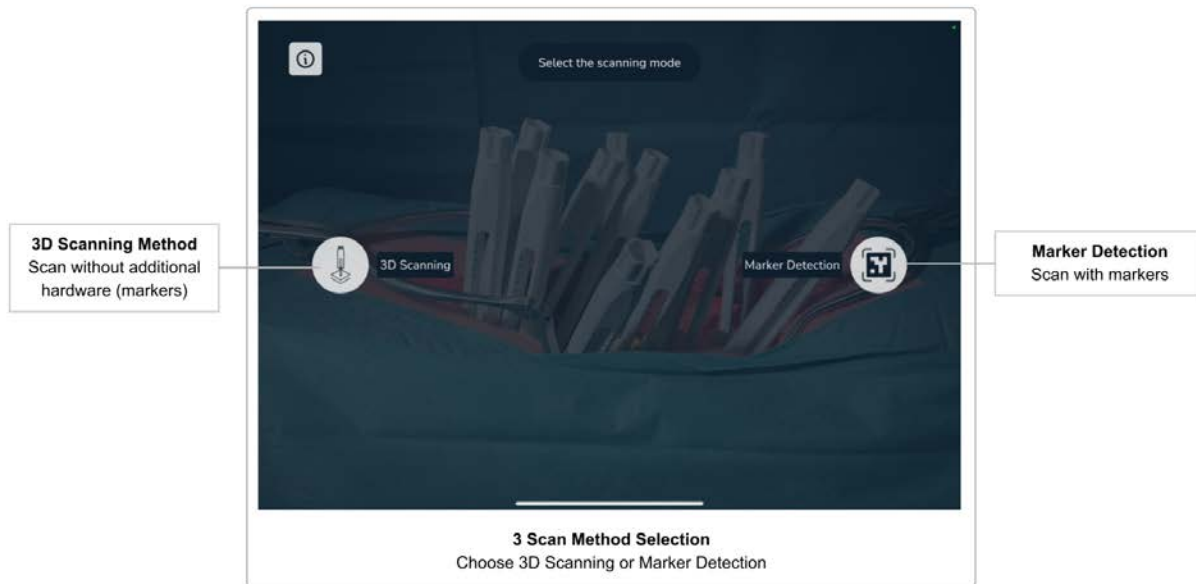 Select the scanning mode
3D Scanning Method
Scan without additional
hardware (markers)
3D Scanning
Marker Detection
Marker Detection
Scan with markers
3 Scan Method Selection
Choose 3D Scanning or Marker Detection